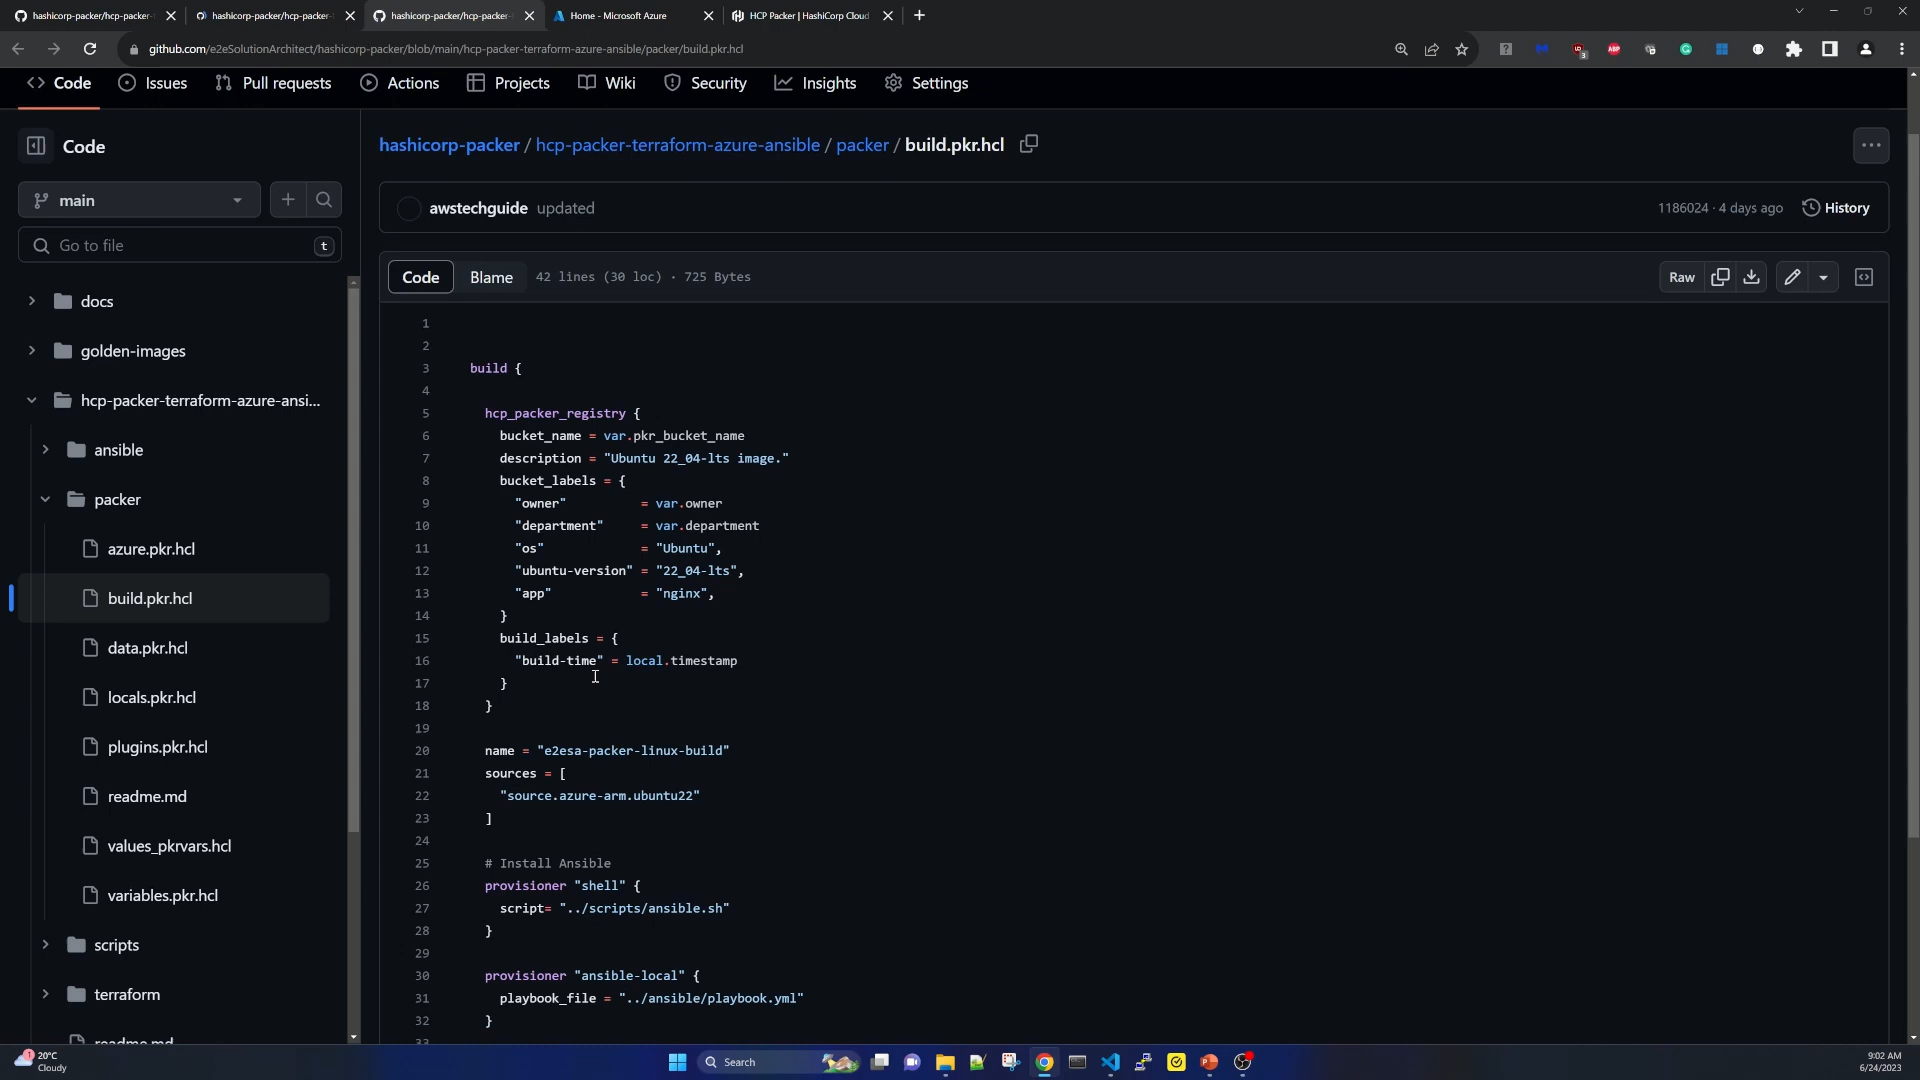 hashicorp-packer/hcp-packer-
hashicorp-packer/hcp-packer-
hashicorp-packer/hcp-packer-
Home - Microsoft Azure
HCP Packer | HashiCorp Cloud
github.com/e2eSolutionArchitect/hashicorp-packer/blob/main/hcp-packer-terraform-azure-ansible/packer/build.pkr.hcl
Code Issues Pull requests Actions Projects Wiki Security Insights Settings
Code
main
Go to file t
docs
golden-images
hcp-packer-terraform-azure-ansi...
ansible
packer
azure.pkr.hcl
build.pkr.hcl
data.pkr.hcl
locals.pkr.hcl
plugins.pkr.hcl
readme.md
values_pkrvars.hcl
variables.pkr.hcl
scripts
terraform
readme.md
hashicorp-packer / hcp-packer-terraform-azure-ansible / packer / build.pkr.hcl
awstechguide updated 1186024 · 4 days ago History
Code Blame 42 lines (30 loc) · 725 Bytes Raw
1
2
3 build {
4
5 hcp_packer_registry {
6 bucket_name = var.pkr_bucket_name
7 description = "Ubuntu 22_04-lts image."
8 bucket_labels = {
9 "owner" = var.owner
10 "department" = var.department
11 "os" = "Ubuntu",
12 "ubuntu-version" = "22_04-lts",
13 "app" = "nginx",
14 }
15 build_labels = {
16 "build-time" = local.timestamp
17 }
18 }
19
20 name = "e2esa-packer-linux-build"
21 sources = [
22 "source.azure-arm.ubuntu22"
23 ]
24
25 # Install Ansible
26 provisioner "shell" {
27 script= "../scripts/ansible.sh"
28 }
29
30 provisioner "ansible-local" {
31 playbook_file = "../ansible/playbook.yml"
32 }
33
20°C
Cloudy
Search
9:02 AM
6/24/2023